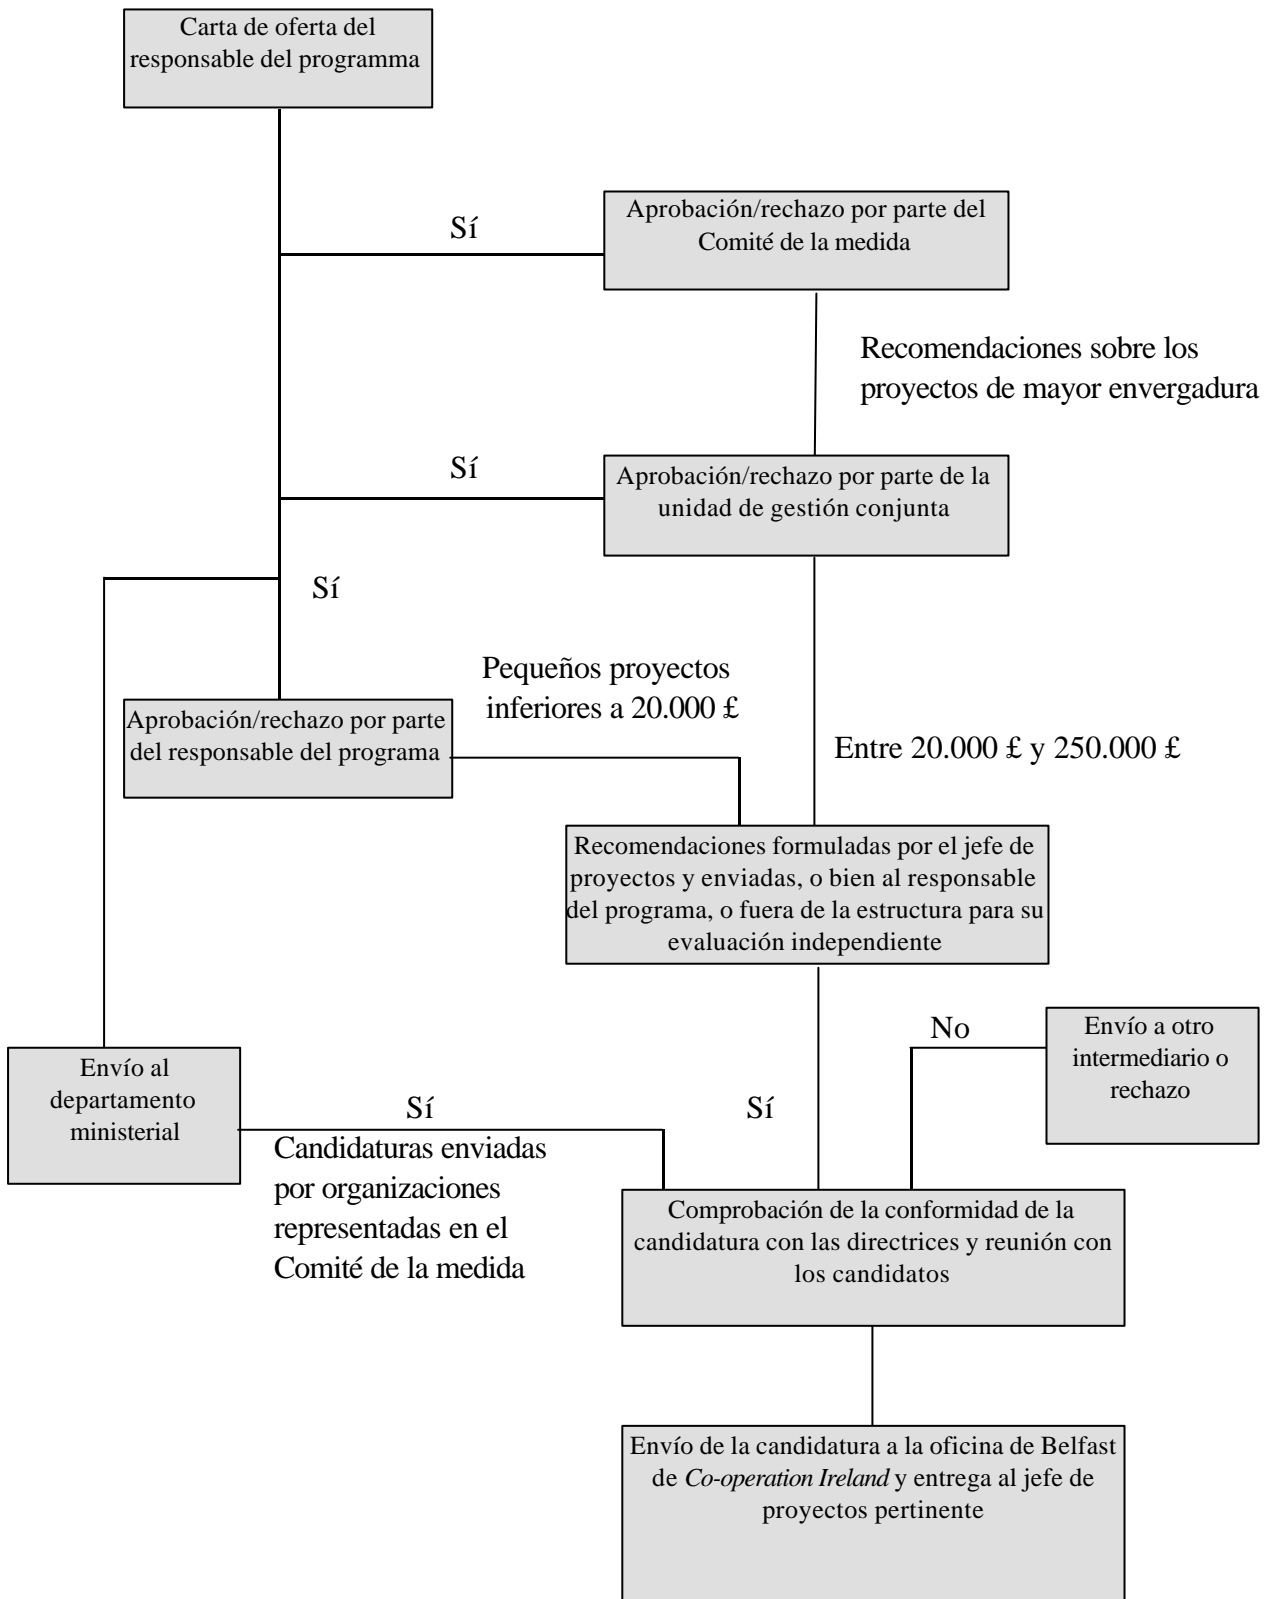 Carta de oferta del
responsable del programma
Sí
Aprobación/rechazo por parte del
Comité de la medida
Recomendaciones sobre los
proyectos de mayor envergadura
Sí
Aprobación/rechazo por parte de la
unidad de gestión conjunta
Sí
Pequeños proyectos
inferiores a 20.000 £
Aprobación/rechazo por parte
del responsable del programa
Entre 20.000 £ y 250.000 £
Recomendaciones formuladas por el jefe de
proyectos y enviadas, o bien al responsable
del programa, o fuera de la estructura para su
evaluación independiente
No
Envío a otro
intermediario o
rechazo
Envío al
departamento
ministerial
Sí
Sí
Candidaturas enviadas
por organizaciones
representadas en el
Comité de la medida
Comprobación de la conformidad de la
candidatura con las directrices y reunión con
los candidatos
Envío de la candidatura a la oficina de Belfast
de Co-operation Ireland y entrega al jefe de
proyectos pertinente